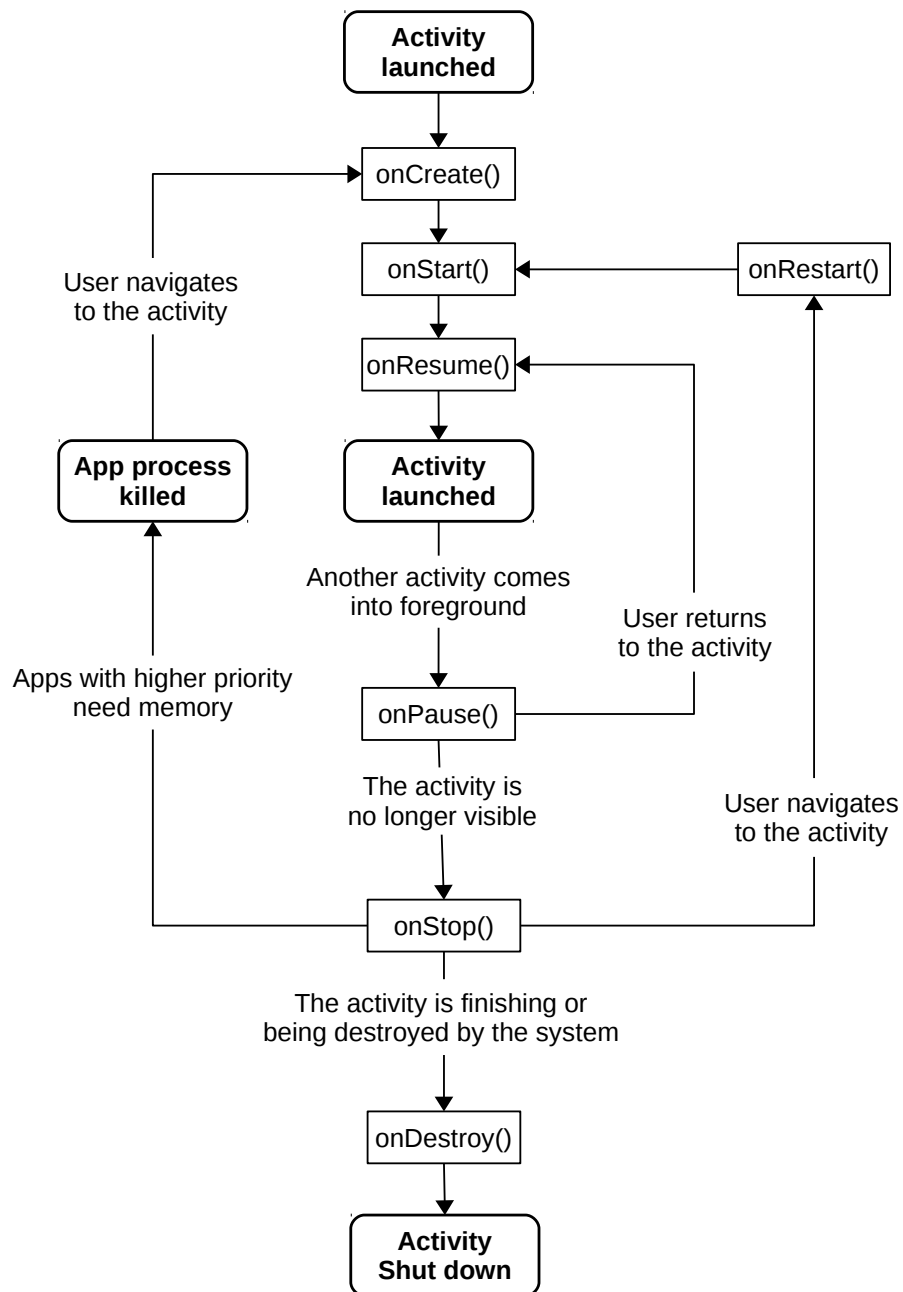 Activity
launched
onCreate()
User navigates
to the activity
onStart()
onRestart()
onResume()
App process
killed
Activity
launched
Another activity comes
into foreground
User returns
to the activity
Apps with higher priority
need memory
onPause()
The activity is
no longer visible
User navigates
to the activity
onStop()
The activity is finishing or
being destroyed by the system
onDestroy()
Activity
Shut down